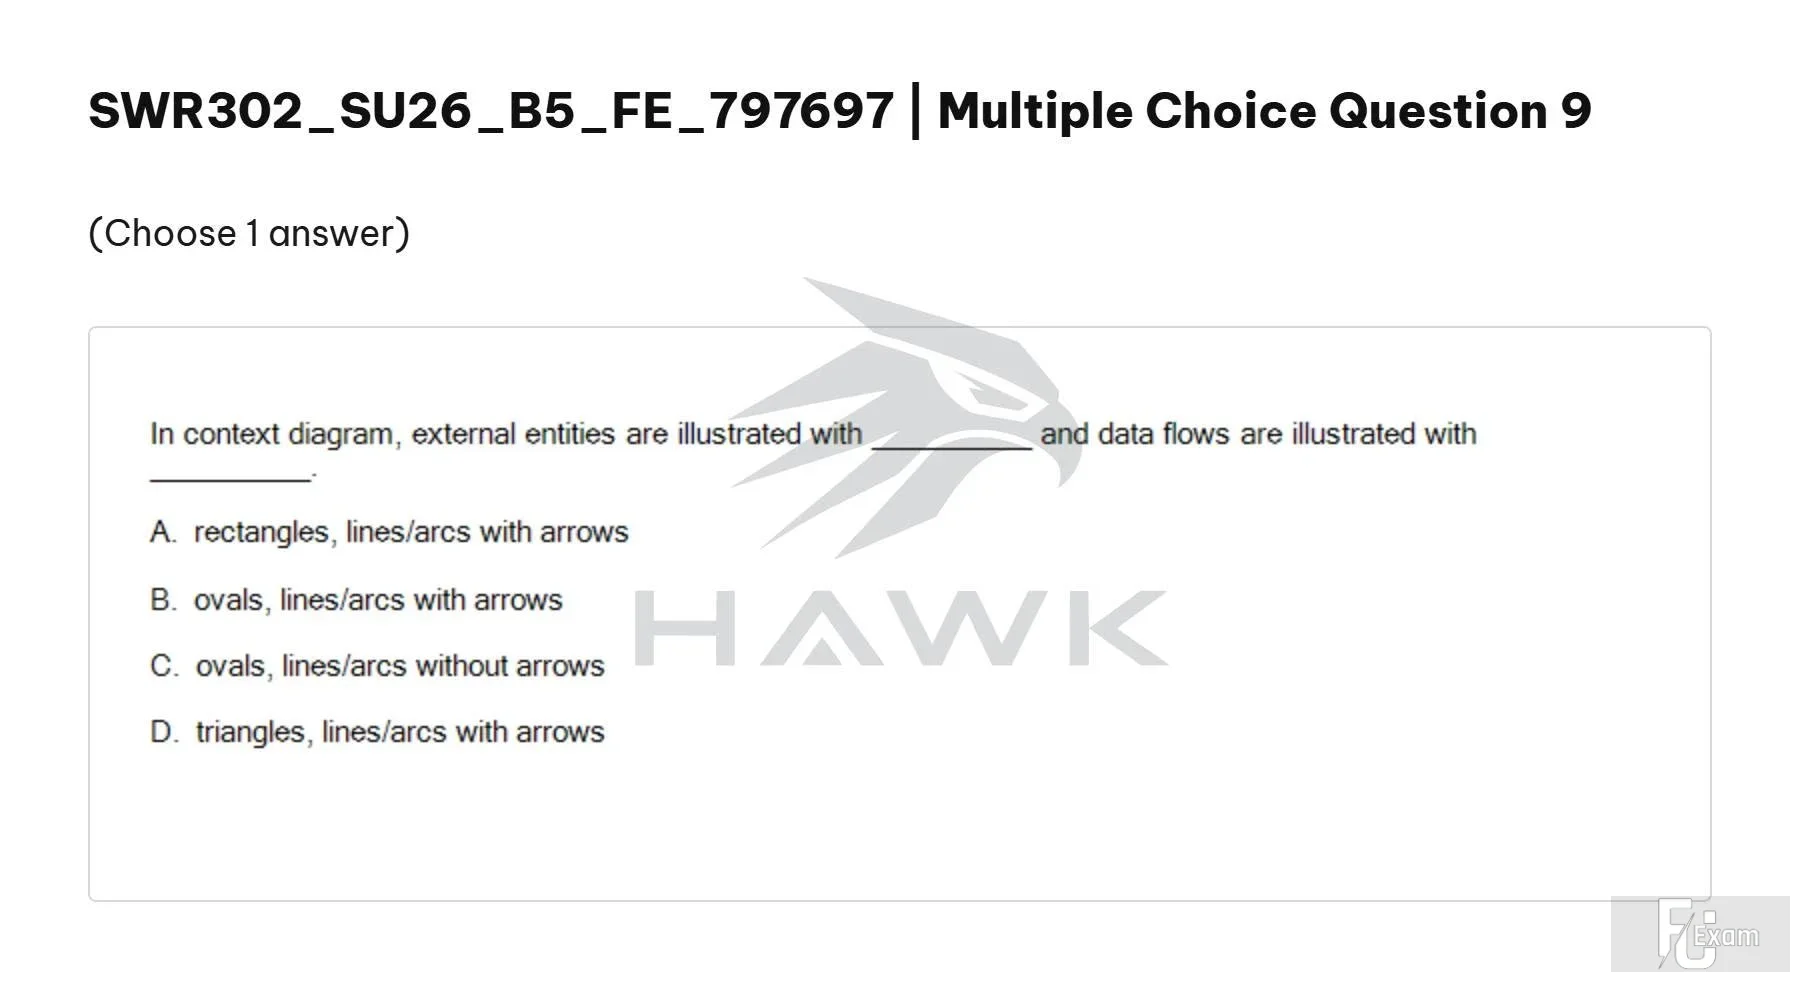 SWR302_SU26_B5_FE_797697 | Multiple Choice Question 9
(Choose 1 answer)
In context diagram, external entities are illustrated with __________ and data flows are illustrated with
__________.
A. rectangles, lines/arcs with arrows
B. ovals, lines/arcs with arrows
C. ovals, lines/arcs without arrows
D. triangles, lines/arcs with arrows
HAWK
FU Exam